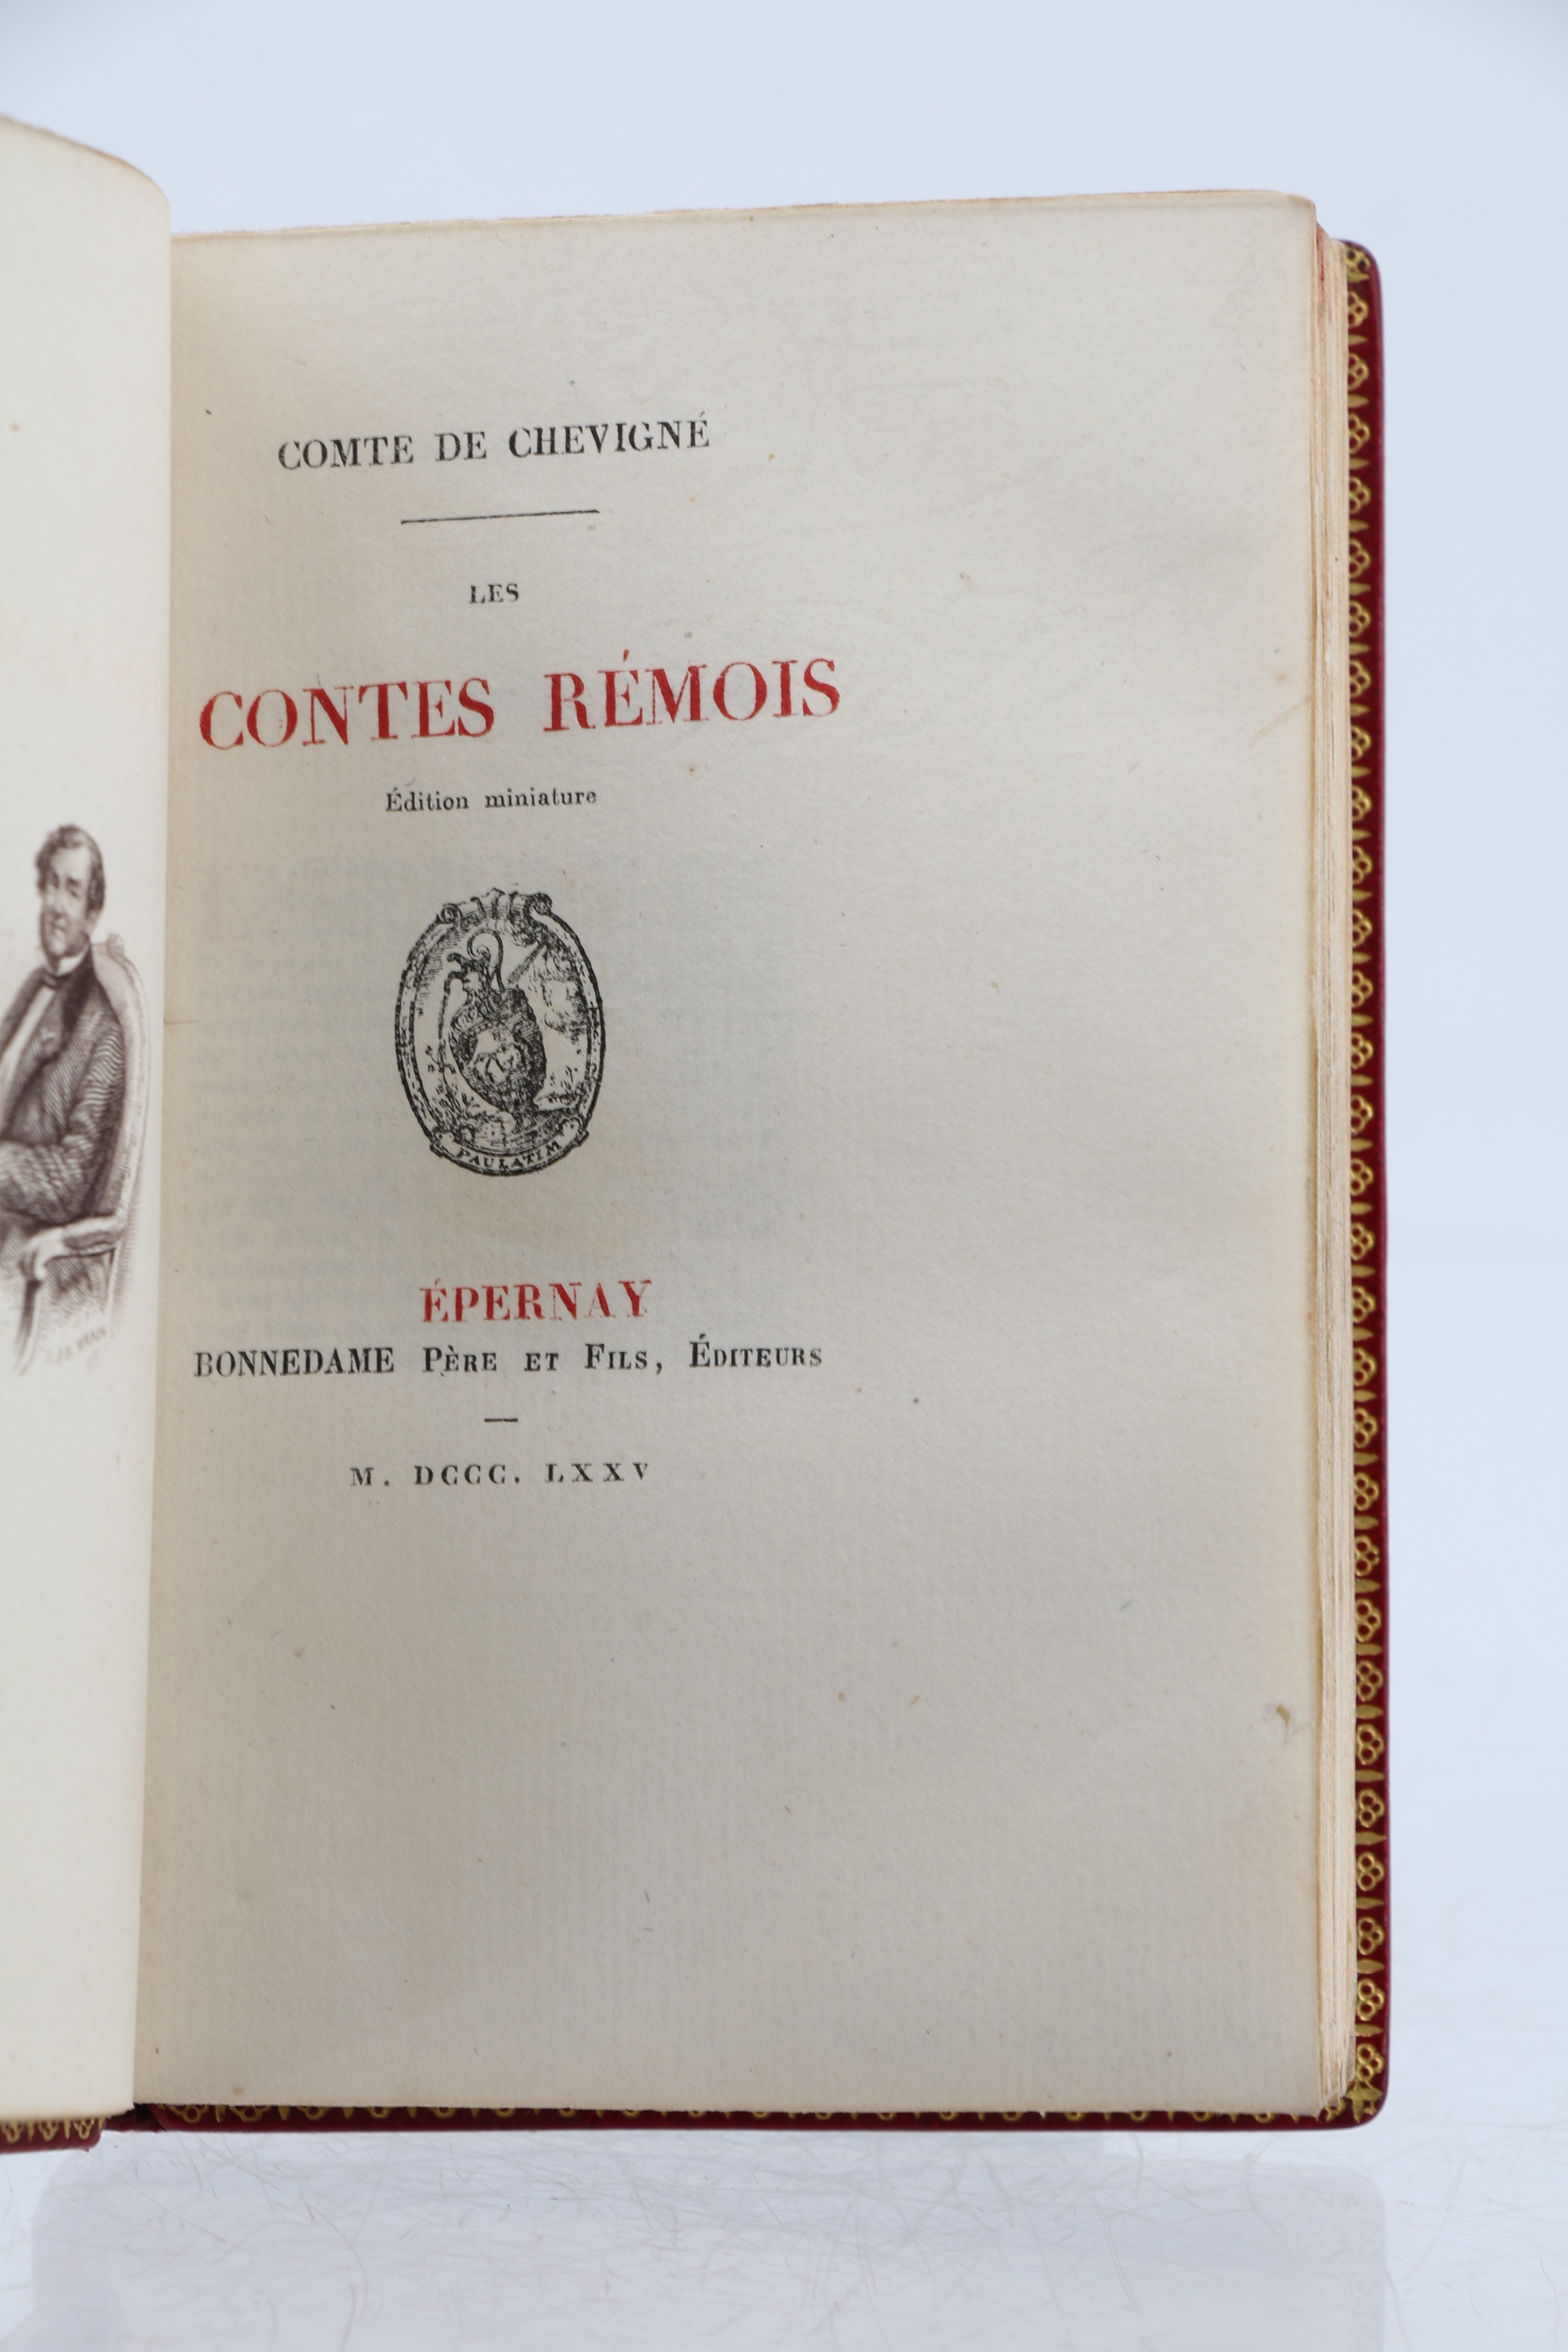 COMTE DE CHEVIGNÉ
LES
CONTES RÉMOIS
Édition miniature
PAULATIM
ÉPERNAY
BONNEDAME PÈRE ET FILS, ÉDITEURS
M. DCCC. LXXV